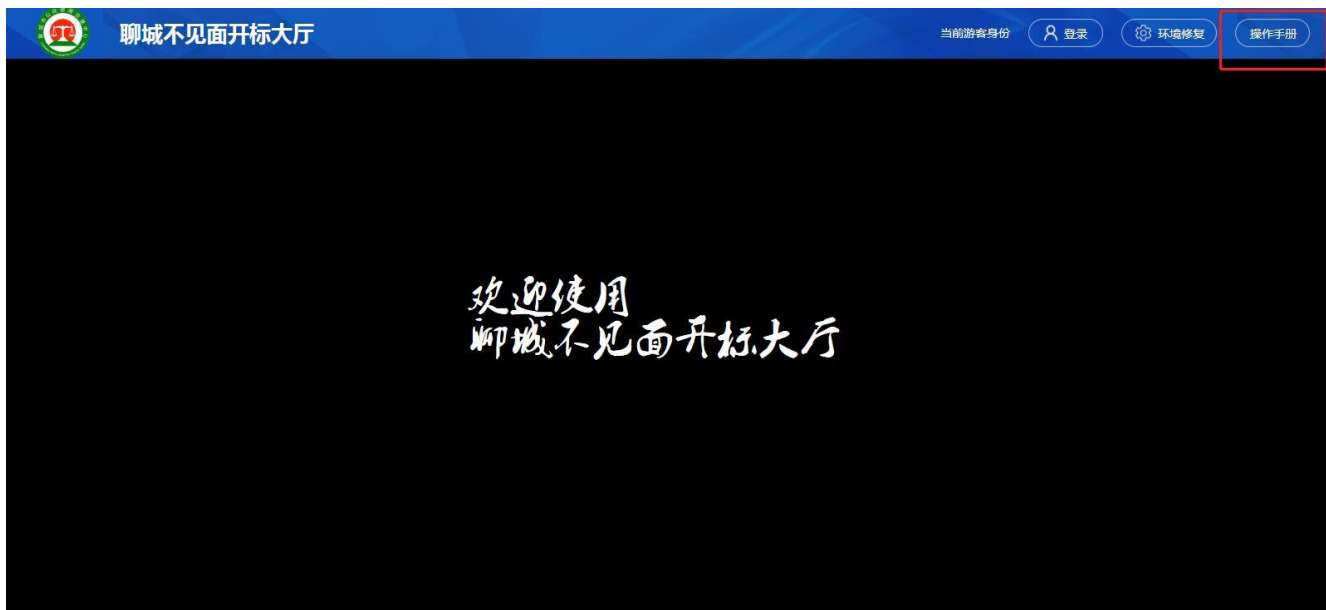 聊城不见面开标大厅
当前游客身份
登录
环境修复
操作手册
欢迎使用
聊城不见面开标大厅